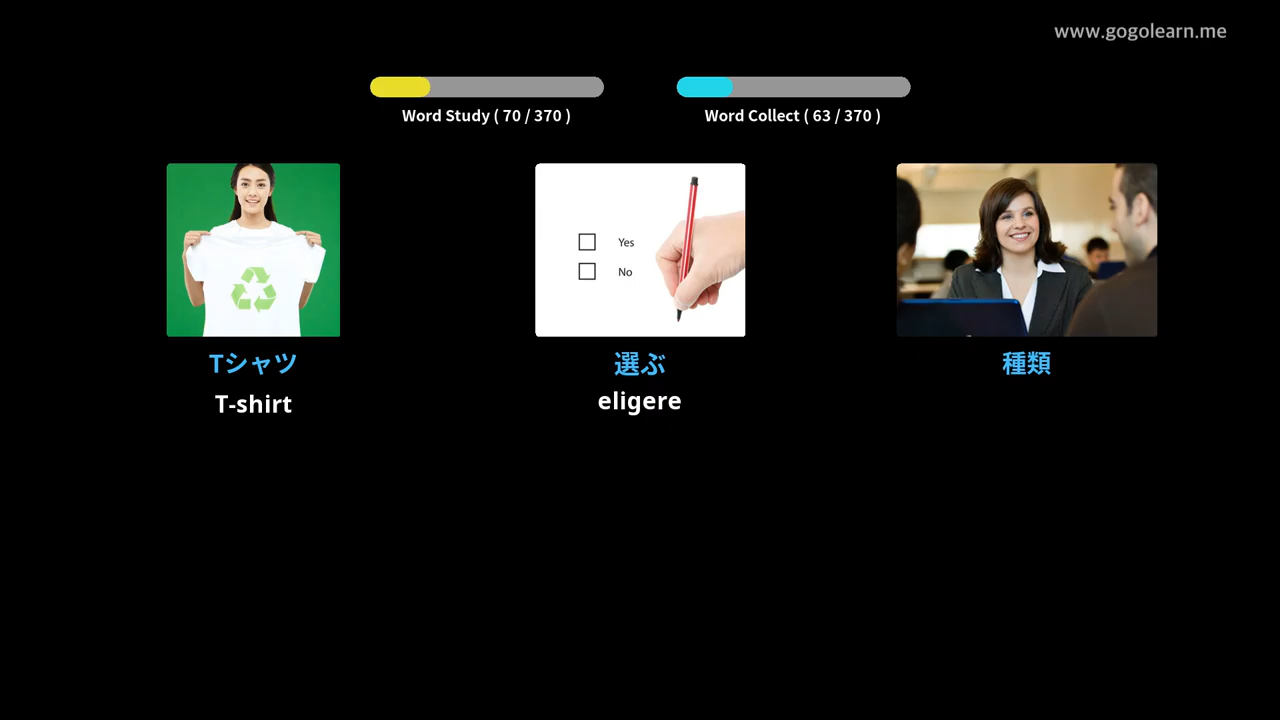 www.gogolearn.me
Word Study ( 70 / 370 )
Word Collect ( 63 / 370 )
Yes
No
Tシャツ
選ぶ
種類
T-shirt
eligere